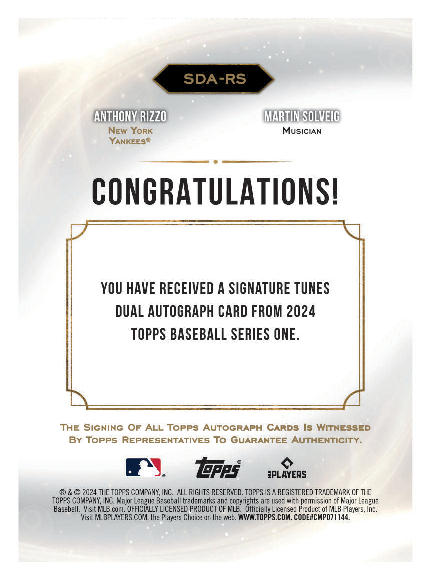 SDA-RS
ANTHONY RIZZO
NEW YORK
YANKEES®
MARTIN SOLVEIG
MUSICIAN
CONGRATULATIONS!
YOU HAVE RECEIVED A SIGNATURE TUNES
DUAL AUTOGRAPH CARD FROM 2024
TOPPS BASEBALL SERIES ONE.
THE SIGNING OF ALL TOPPS AUTOGRAPH CARDS IS WITNESSED
BY TOPPS REPRESENTATIVES TO GUARANTEE AUTHENTICITY.
Topps®
PLAYERS
® & © 2024 THE TOPPS COMPANY, INC. ALL RIGHTS RESERVED. TOPPS IS A REGISTERED TRADEMARK OF THE
TOPPS COMPANY, INC. Major League Baseball trademarks and copyrights are used with permission of Major League
Baseball. Visit MLB.com. OFFICIALLY LICENSED PRODUCT OF MLB. Officially Licensed Product of MLB Players, Inc.
Visit MLBPLAYERS.COM, the Players Choice on the web. WWW.TOPPS.COM. CODE#CMP071144.